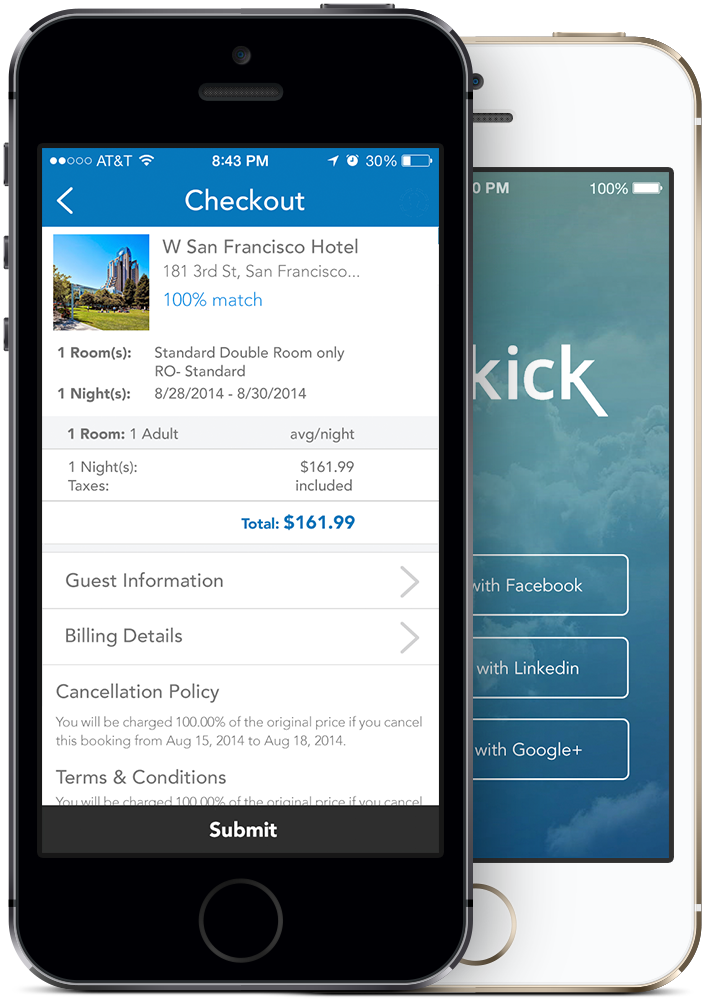 AT&T 8:43 PM 30%
Checkout
W San Francisco Hotel
181 3rd St, San Francisco...
100% match
1 Room(s): Standard Double Room only
RO- Standard
1 Night(s): 8/28/2014 - 8/30/2014
1 Room: 1 Adult avg/night
1 Night(s): $161.99
Taxes: included
Total: $161.99
Guest Information
Billing Details
Cancellation Policy
You will be charged 100.00% of the original price if you cancel
this booking from Aug 15, 2014 to Aug 18, 2014.
Terms & Conditions
You will be charged 100.00% of the original price if you cancel
Submit
0 PM 100%
kick
with Facebook
with Linkedin
with Google+